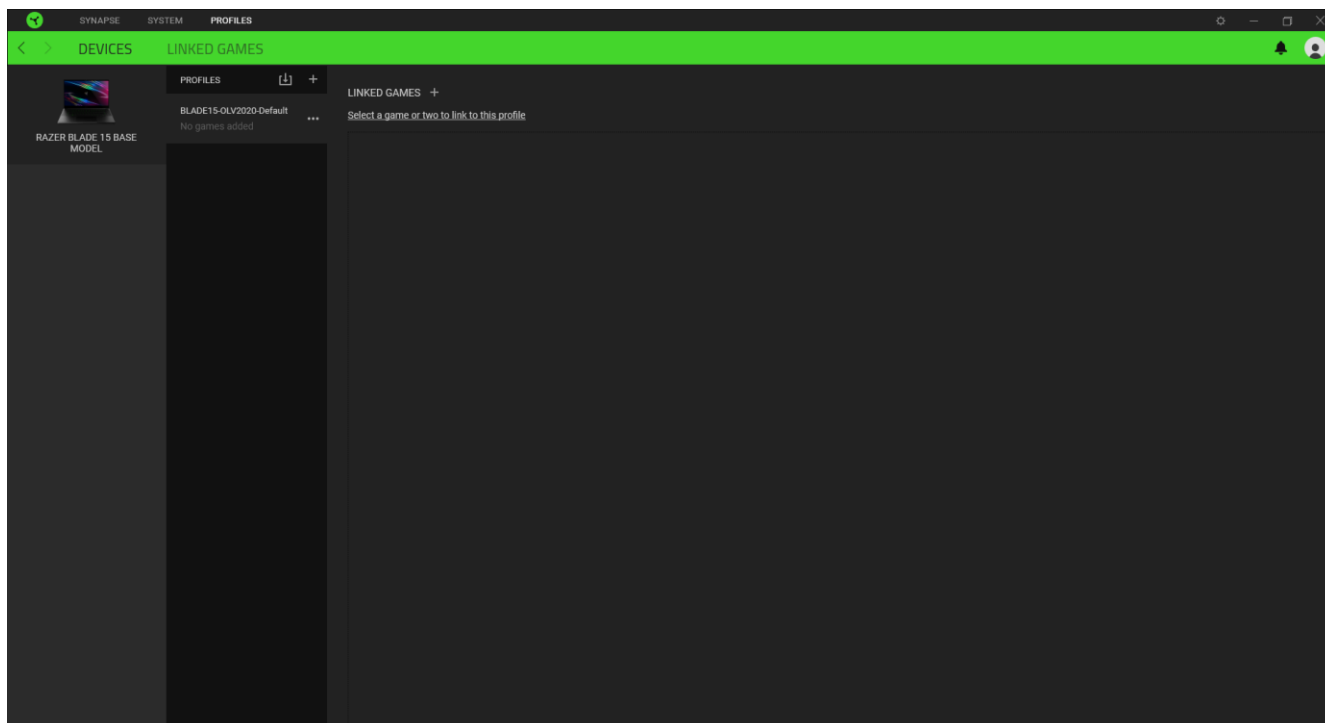 SYNAPSE SYSTEM PROFILES
DEVICES LINKED GAMES
RAZER BLADE 15 BASE
MODEL
PROFILES
BLADE15-OLV2020-Default
No games added
LINKED GAMES
Select a game or two to link to this profile